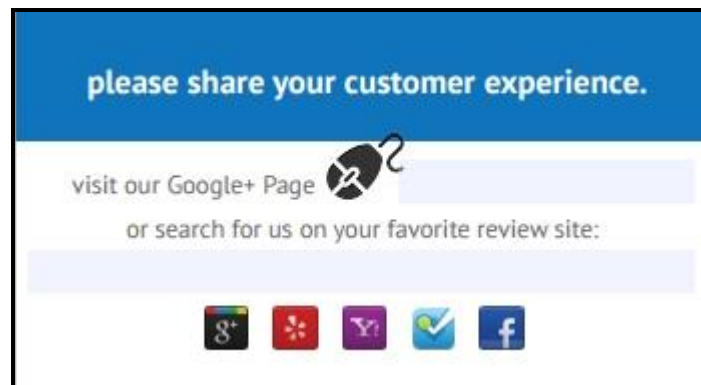 please share your customer experience.
visit our Google+ Page
or search for us on your favorite review site:
g+ Y! f